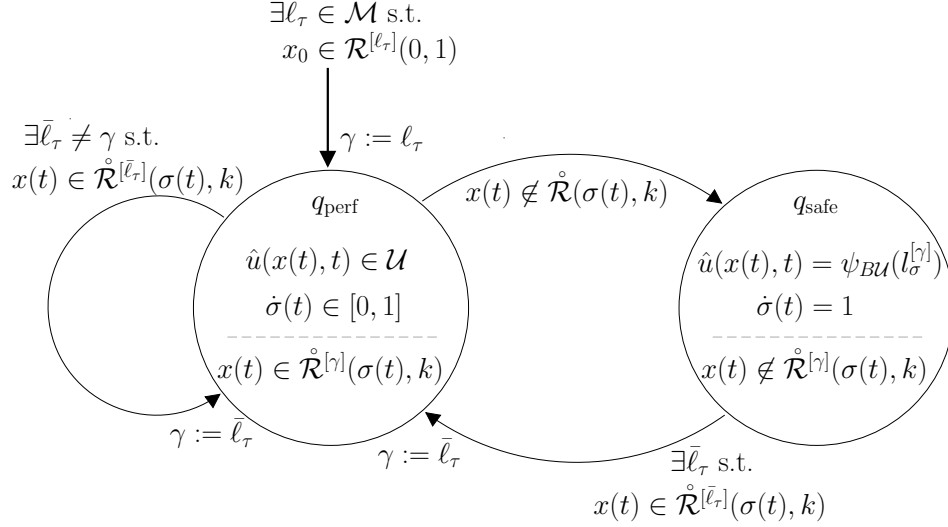 ∃ℓ_τ ∈ ℳ s.t.
x₀ ∈ ℛ^{[ℓ_τ]}(0, 1)
γ := ℓ_τ
∃ℓ̄_τ ≠ γ s.t.
x(t) ∈ ℛ̊^{[ℓ̄_τ]}(σ(t), k)
x(t) ∉ ℛ̊(σ(t), k)
q_perf
û(x(t), t) ∈ 𝒰
σ̇(t) ∈ [0, 1]
x(t) ∈ ℛ̊^{[γ]}(σ(t), k)
q_safe
û(x(t), t) = ψ_{B𝒰}(l_σ^{[γ]})
σ̇(t) = 1
x(t) ∉ ℛ̊^{[γ]}(σ(t), k)
γ := ℓ̄_τ
γ := ℓ̄_τ
∃ℓ̄_τ s.t.
x(t) ∈ ℛ̊^{[ℓ̄_τ]}(σ(t), k)